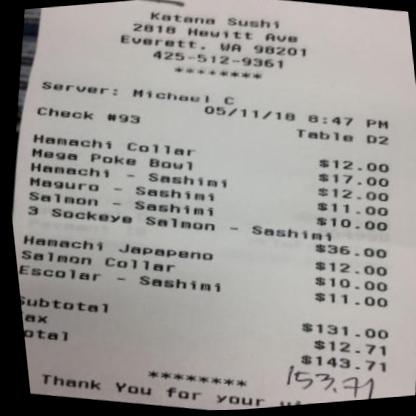 Katana Sushi
2818 Hewitt Ave
Everett, WA 98201
425-512-9361
********
Server: Michael C
05/11/18 8:47 PM
Check #93 Table D2
Hamachi Collar $12.00
Mega Poke Bowl $17.00
Hamachi - Sashimi $12.00
Maguro - Sashimi $11.00
Salmon - Sashimi $10.00
3 Sockeye Salmon - Sashimi $36.00
Hamachi Japapeno $12.00
Salmon Collar $10.00
Escolar - Sashimi $11.00
ubtotal $131.00
ax $12.71
otal $143.71
********
153.71
Thank You for your